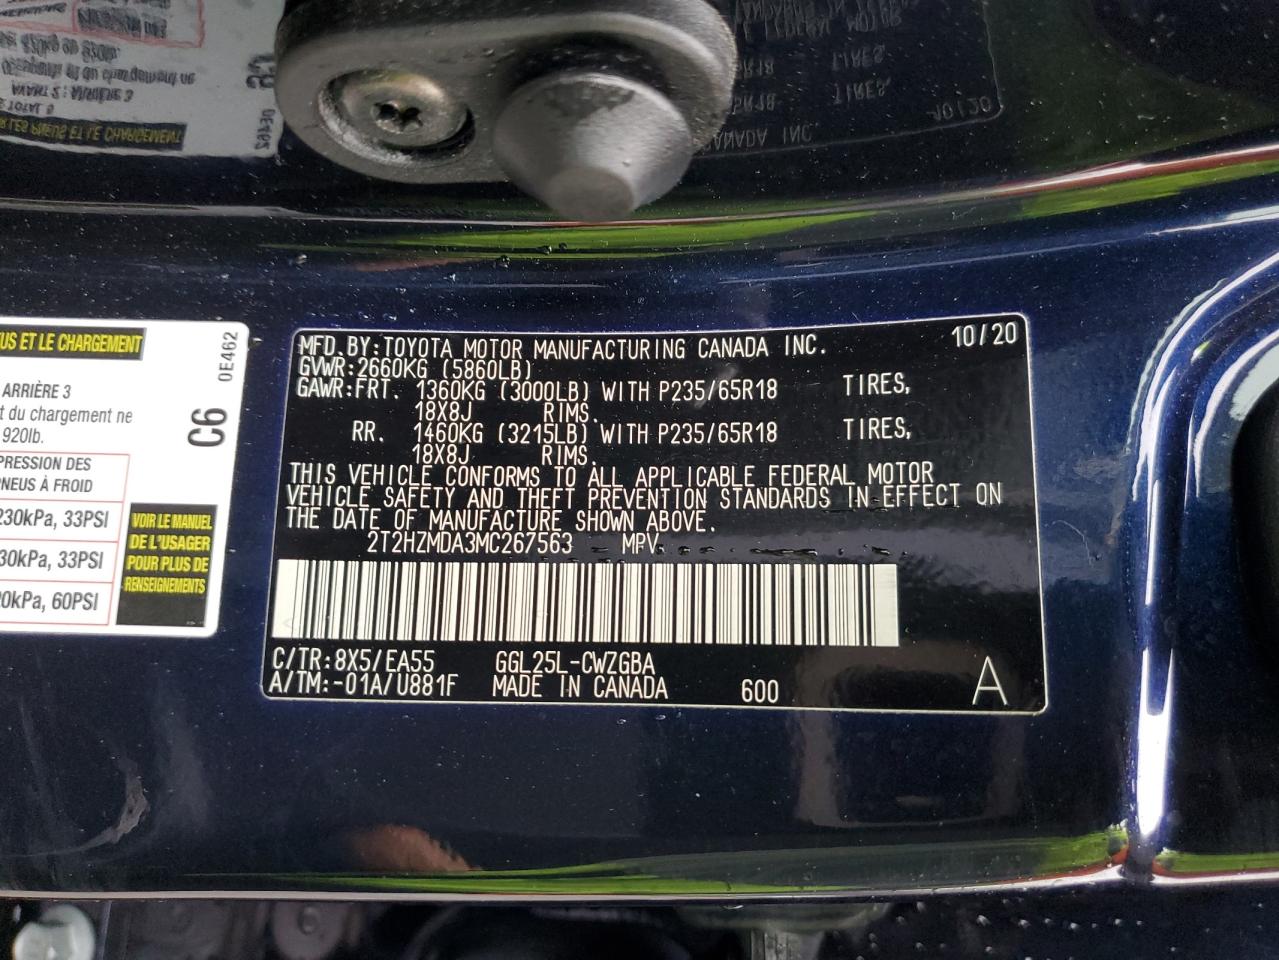 US ET LE CHARGEMENT
ARRIÈRE 3
t du chargement ne
920lb.
PRESSION DES
NEUS À FROID
230kPa, 33PSI
30kPa, 33PSI
0kPa, 60PSI
VOIR LE MANUEL
DE L'USAGER
POUR PLUS DE
RENSEIGNEMENTS
0E462
C6
MFD. BY: TOYOTA MOTOR MANUFACTURING CANADA INC. 10/20
GVWR: 2660KG (5860LB)
GAWR: FRT. 1360KG (3000LB) WITH P235/65R18 TIRES,
18X8J RIMS.
RR. 1460KG (3215LB) WITH P235/65R18 TIRES,
18X8J RIMS.
THIS VEHICLE CONFORMS TO ALL APPLICABLE FEDERAL MOTOR
VEHICLE SAFETY AND THEFT PREVENTION STANDARDS IN EFFECT ON
THE DATE OF MANUFACTURE SHOWN ABOVE.
2T2HZMDA3MC267563 MPV
C/TR: 8X5/EA55 GGL25L-CWZGBA
A/TM: -01A/U881F MADE IN CANADA 600 A